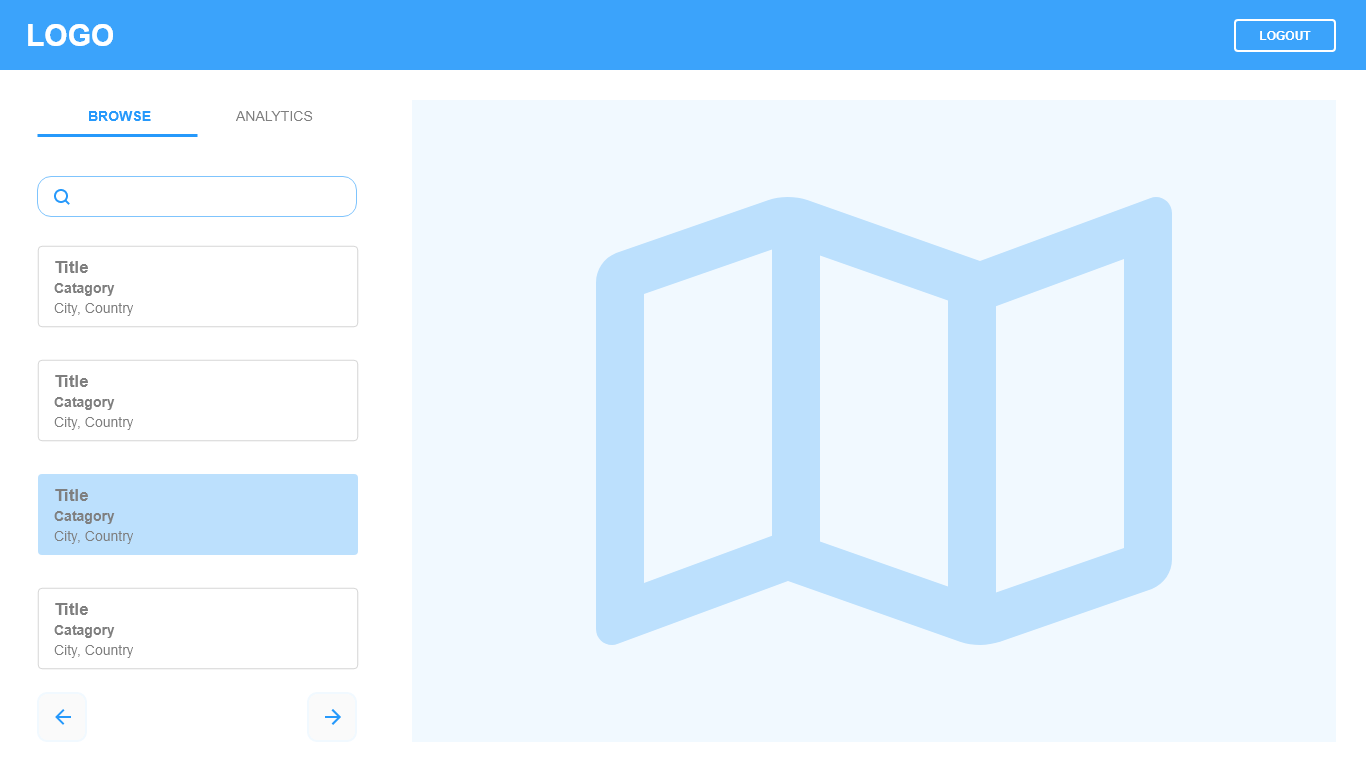 LOGO
LOGOUT
BROWSE
ANALYTICS
Title
Catagory
City, Country
Title
Catagory
City, Country
Title
Catagory
City, Country
Title
Catagory
City, Country